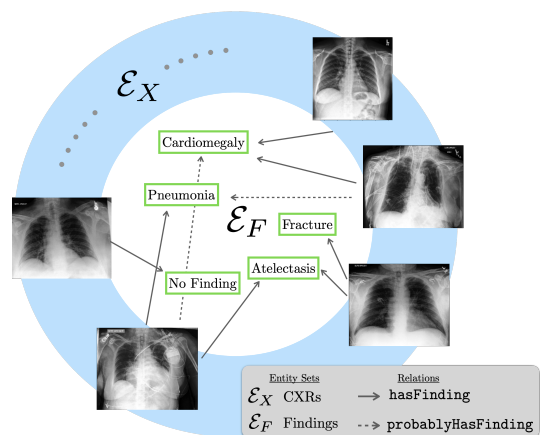 ℰ_X
Cardiomegaly
Pneumonia
ℰ_F
Fracture
Atelectasis
No Finding
Entity Sets Relations
ℰ_X CXRs hasFinding
ℰ_F Findings probablyHasFinding